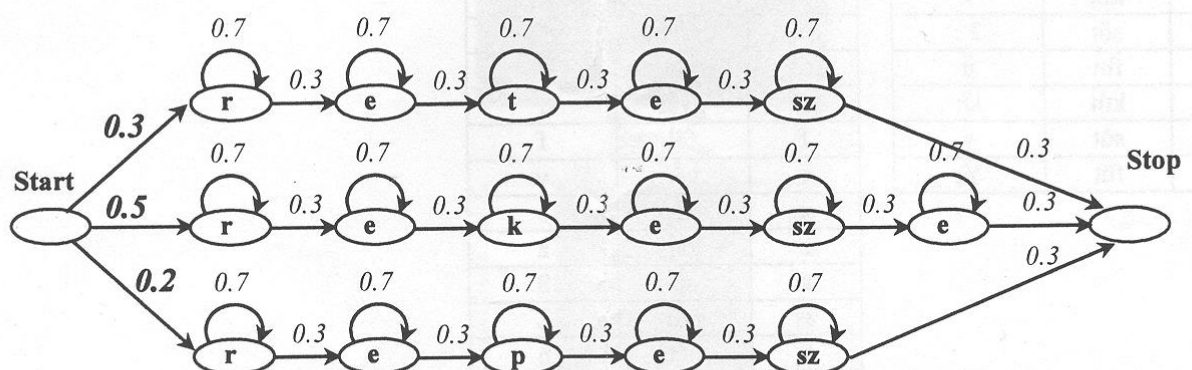 0.7 0.7 0.7 0.7 0.7
0.3 0.3 0.3 0.3
r e t e sz
0.3
0.7 0.7 0.7 0.7 0.7 0.7 0.3
Start Stop
0.5 0.3 0.3 0.3 0.3 0.3 0.3
r e k e sz e
0.2 0.3
0.7 0.7 0.7 0.7 0.7
0.3 0.3 0.3 0.3
r e p e sz